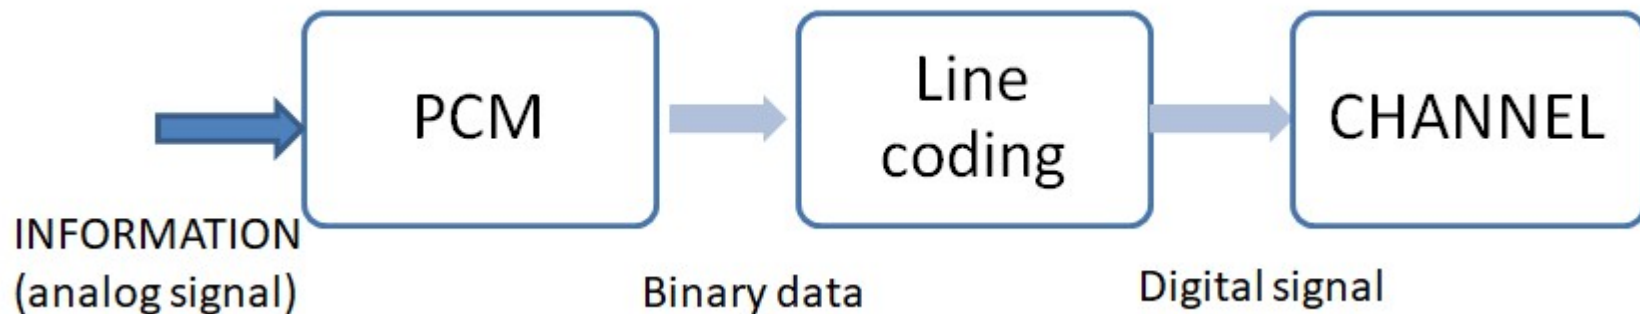 PCM
Line
coding
CHANNEL
INFORMATION
(analog signal)
Binary data
Digital signal